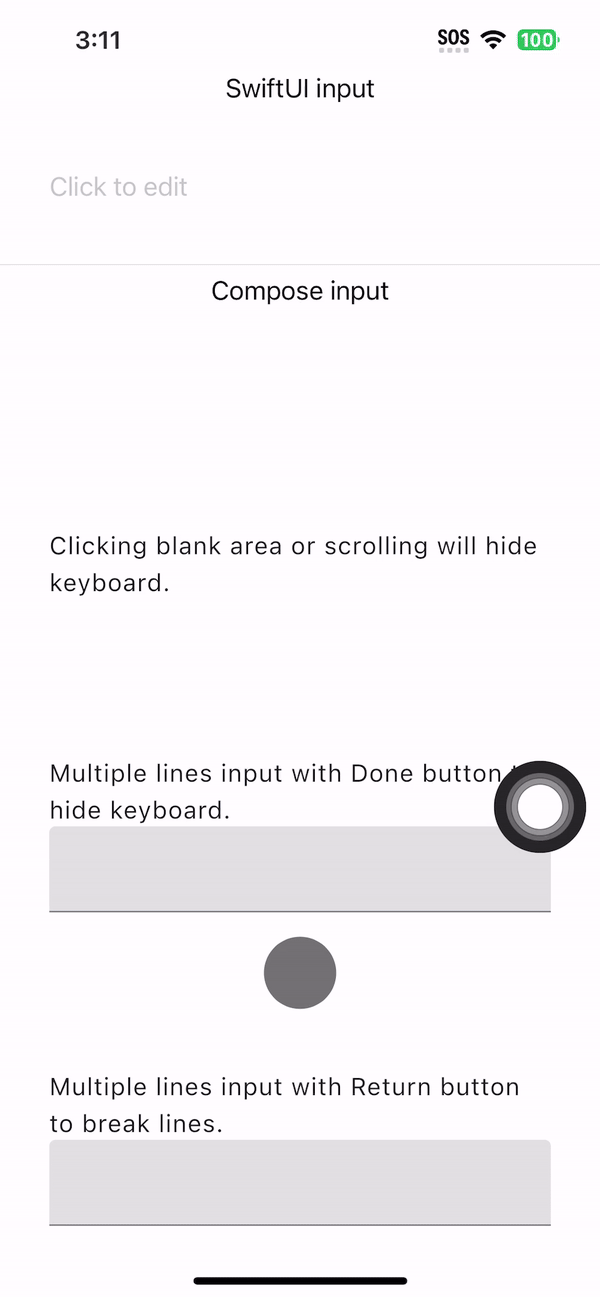 3:11
SOS
100
SwiftUI input
Click to edit
Compose input
Clicking blank area or scrolling will hide
keyboard.
Multiple lines input with Done button
hide keyboard.
Multiple lines input with Return button
to break lines.